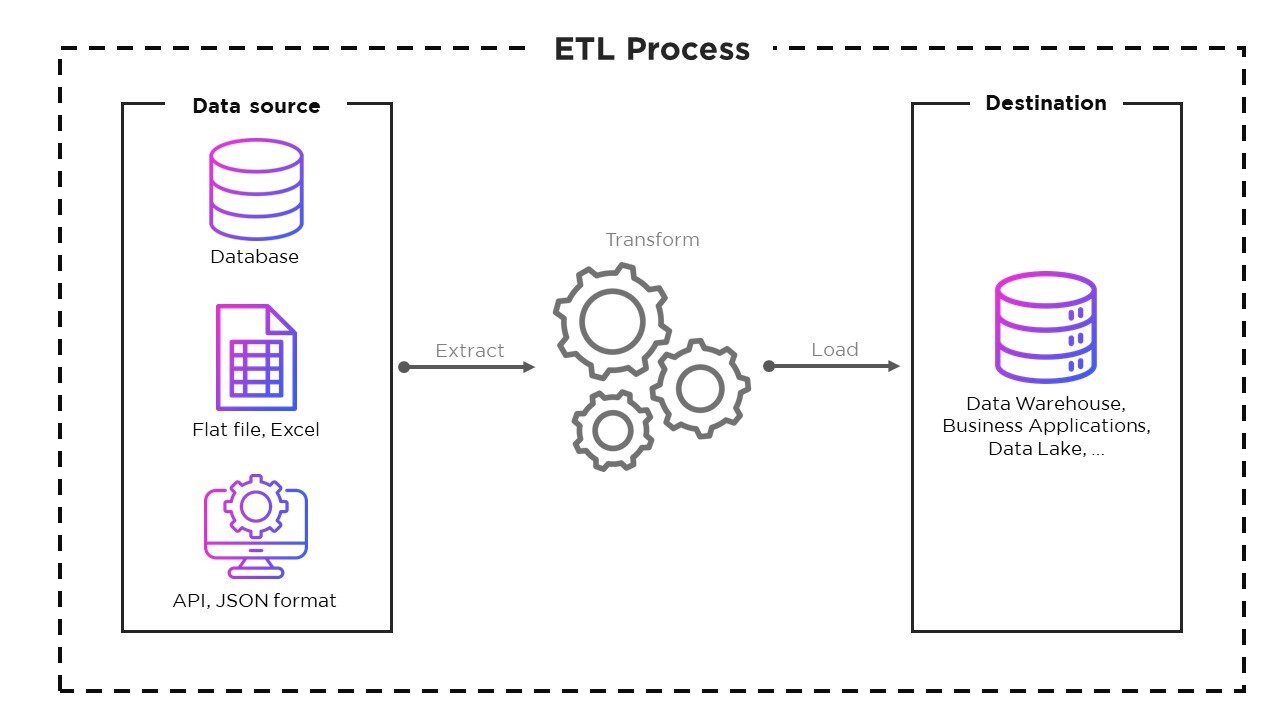 ETL Process
Data source
Database
Flat file, Excel
API, JSON format
Extract
Transform
Load
Destination
Data Warehouse,
Business Applications,
Data Lake, ...